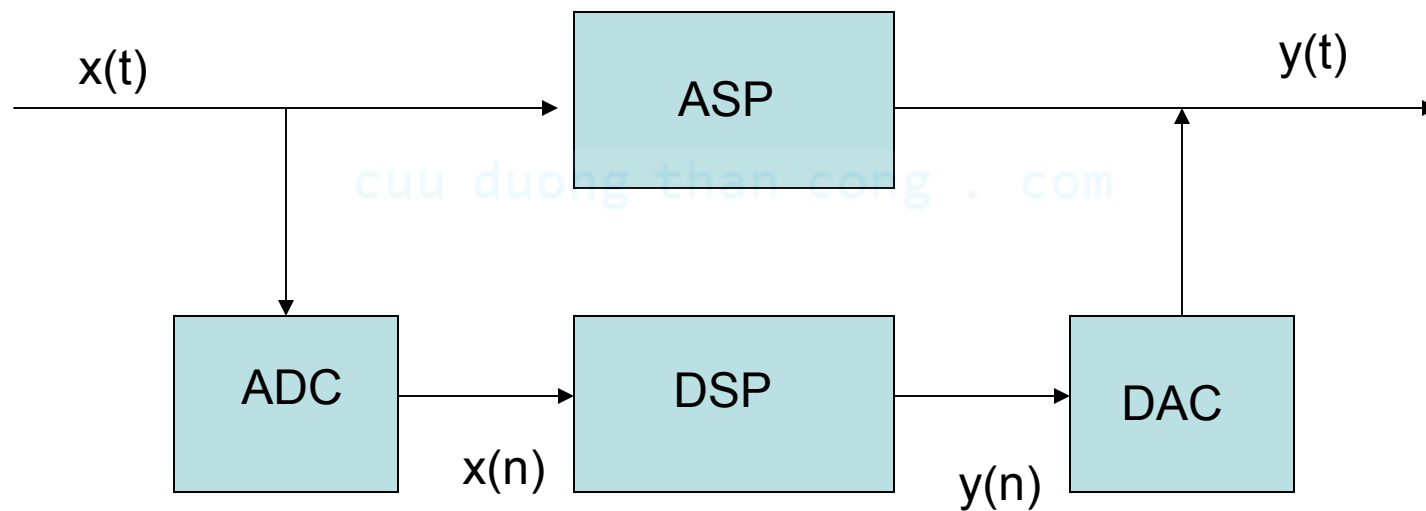 x(t)
ASP
y(t)
cuu duong than cong . com
ADC
DSP
DAC
x(n)
y(n)